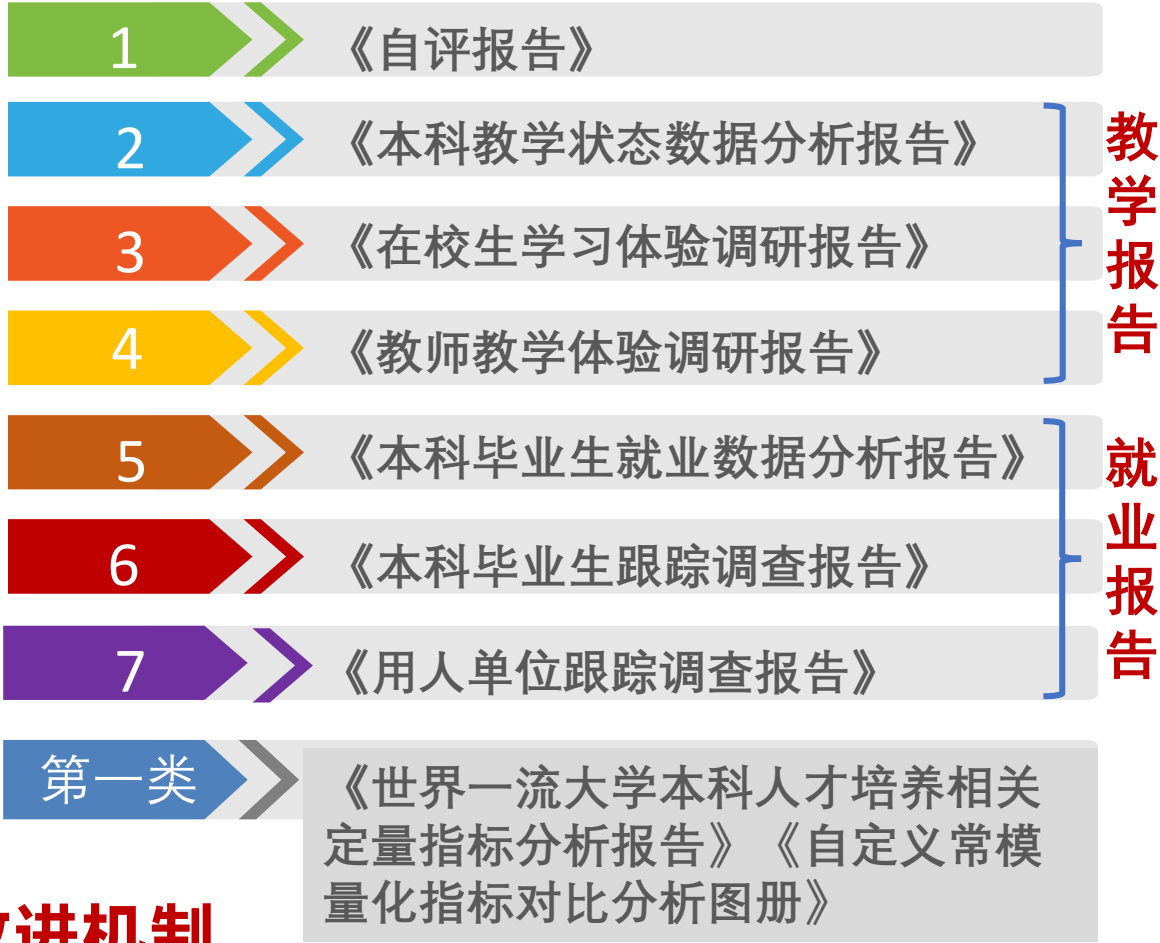 1 《自评报告》
2 《本科教学状态数据分析报告》
3 《在校生学习体验调研报告》
4 《教师教学体验调研报告》
教学报告
5 《本科毕业生就业数据分析报告》
6 《本科毕业生跟踪调查报告》
7 《用人单位跟踪调查报告》
就业报告
第一类 《世界一流大学本科人才培养相关
定量指标分析报告》《自定义常模
量化指标对比分析图册》
进机制